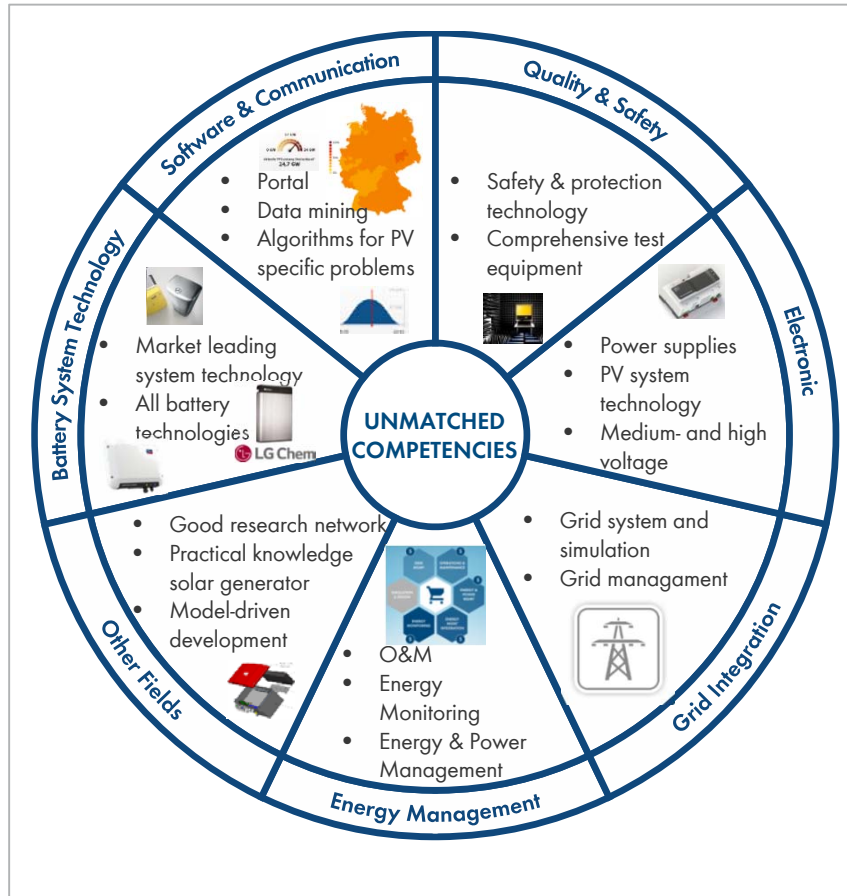 Software & Communication
Quality & Safety
Electronic
Grid Integration
Energy Management
Other Fields
Battery System Technology
UNMATCHED
COMPETENCIES
24,7 GW
• Portal
• Data mining
• Algorithms for PV
specific problems
• Safety & protection
technology
• Comprehensive test
equipment
• Power supplies
• PV system
technology
• Medium- and high
voltage
• Grid system and
simulation
• Grid managament
• O&M
• Energy
Monitoring
• Energy & Power
Management
• Good research network
• Practical knowledge
solar generator
• Model-driven
development
• Market leading
system technology
• All battery
technologies
LG Chem